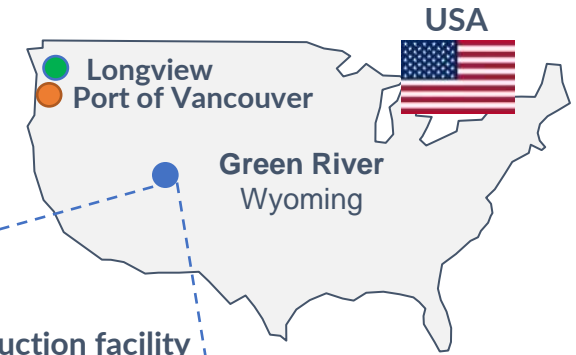 USA
Longview
Port of Vancouver
Green River
Wyoming
uction facility